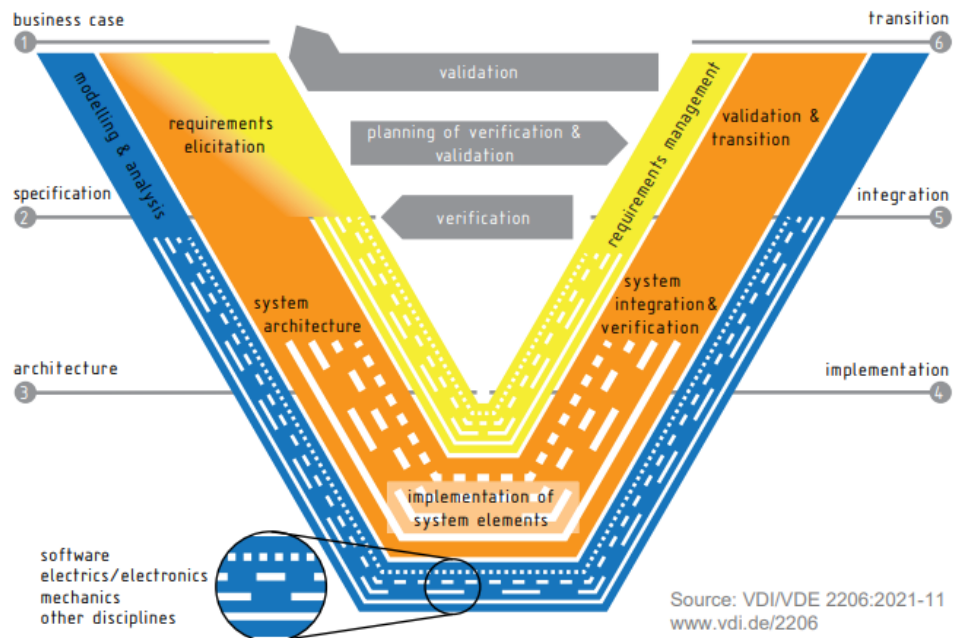 business case
1
transition
6
modelling & analysis
requirements
elicitation
validation
planning of verification &
validation
verification
requirements management
validation &
transition
specification
2
integration
5
system
architecture
system
integration &
verification
architecture
3
implementation
4
implementation of
system elements
software
electrics/electronics
mechanics
other disciplines
Source: VDI/VDE 2206:2021-11
www.vdi.de/2206